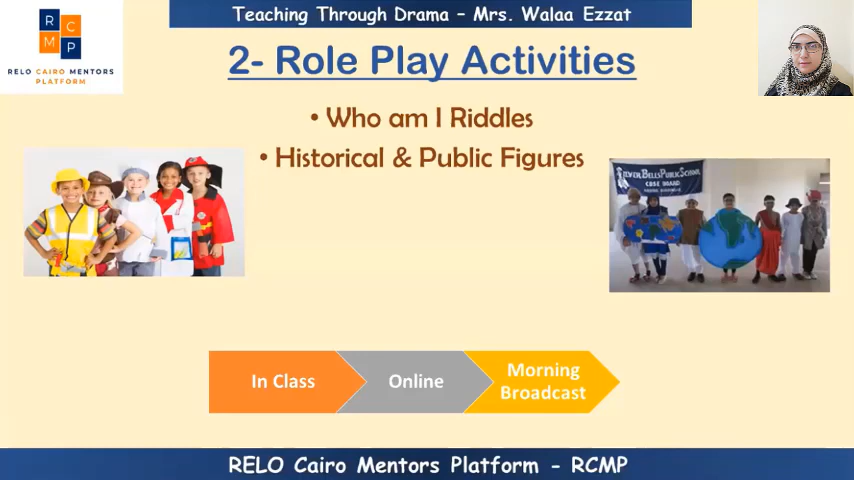 Teaching Through Drama – Mrs. Walaa Ezzat
R C
M P
RELO CAIRO MENTORS
PLATFORM
2- Role Play Activities
• Who am I Riddles
• Historical & Public Figures
SILVER BELLS PUBLIC SCHOOL
CBSE BOARD
In Class
Online
Morning
Broadcast
RELO Cairo Mentors Platform - RCMP